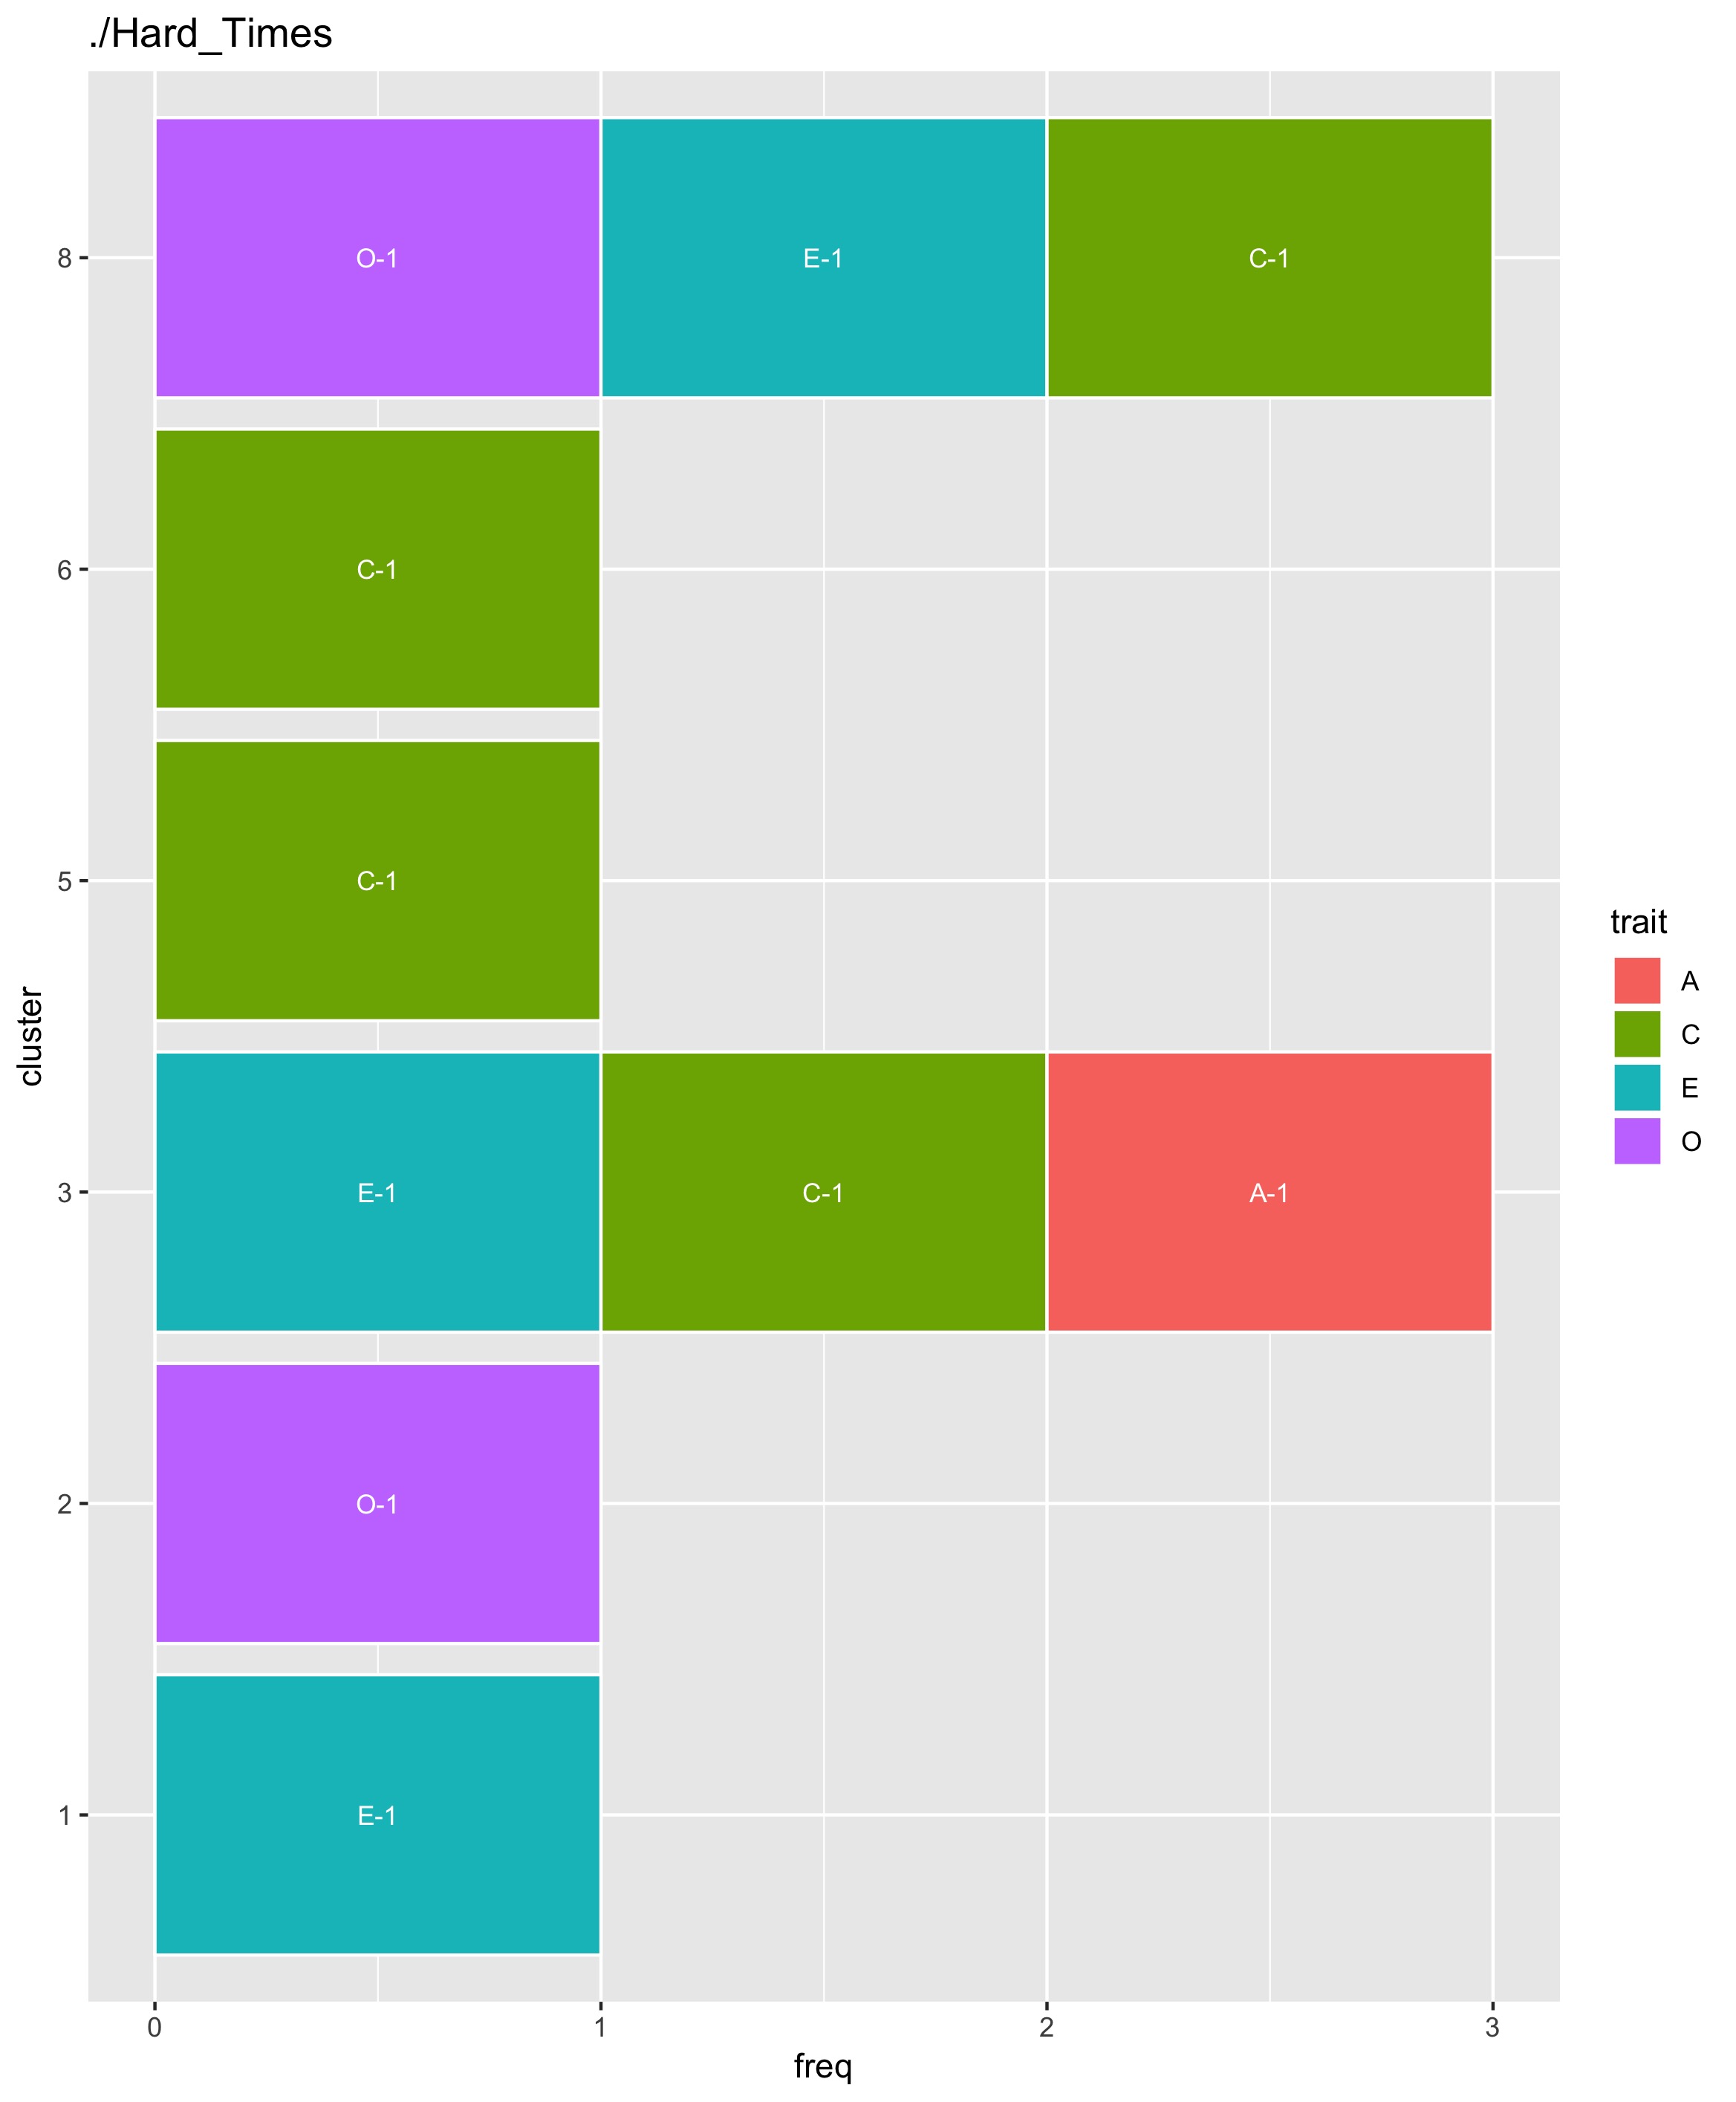 ./Hard_Times
cluster
8
O-1 E-1 C-1
6
C-1
5
C-1
3
E-1 C-1 A-1
2
O-1
1
E-1
0 1 2 3
freq
trait
A
C
E
O